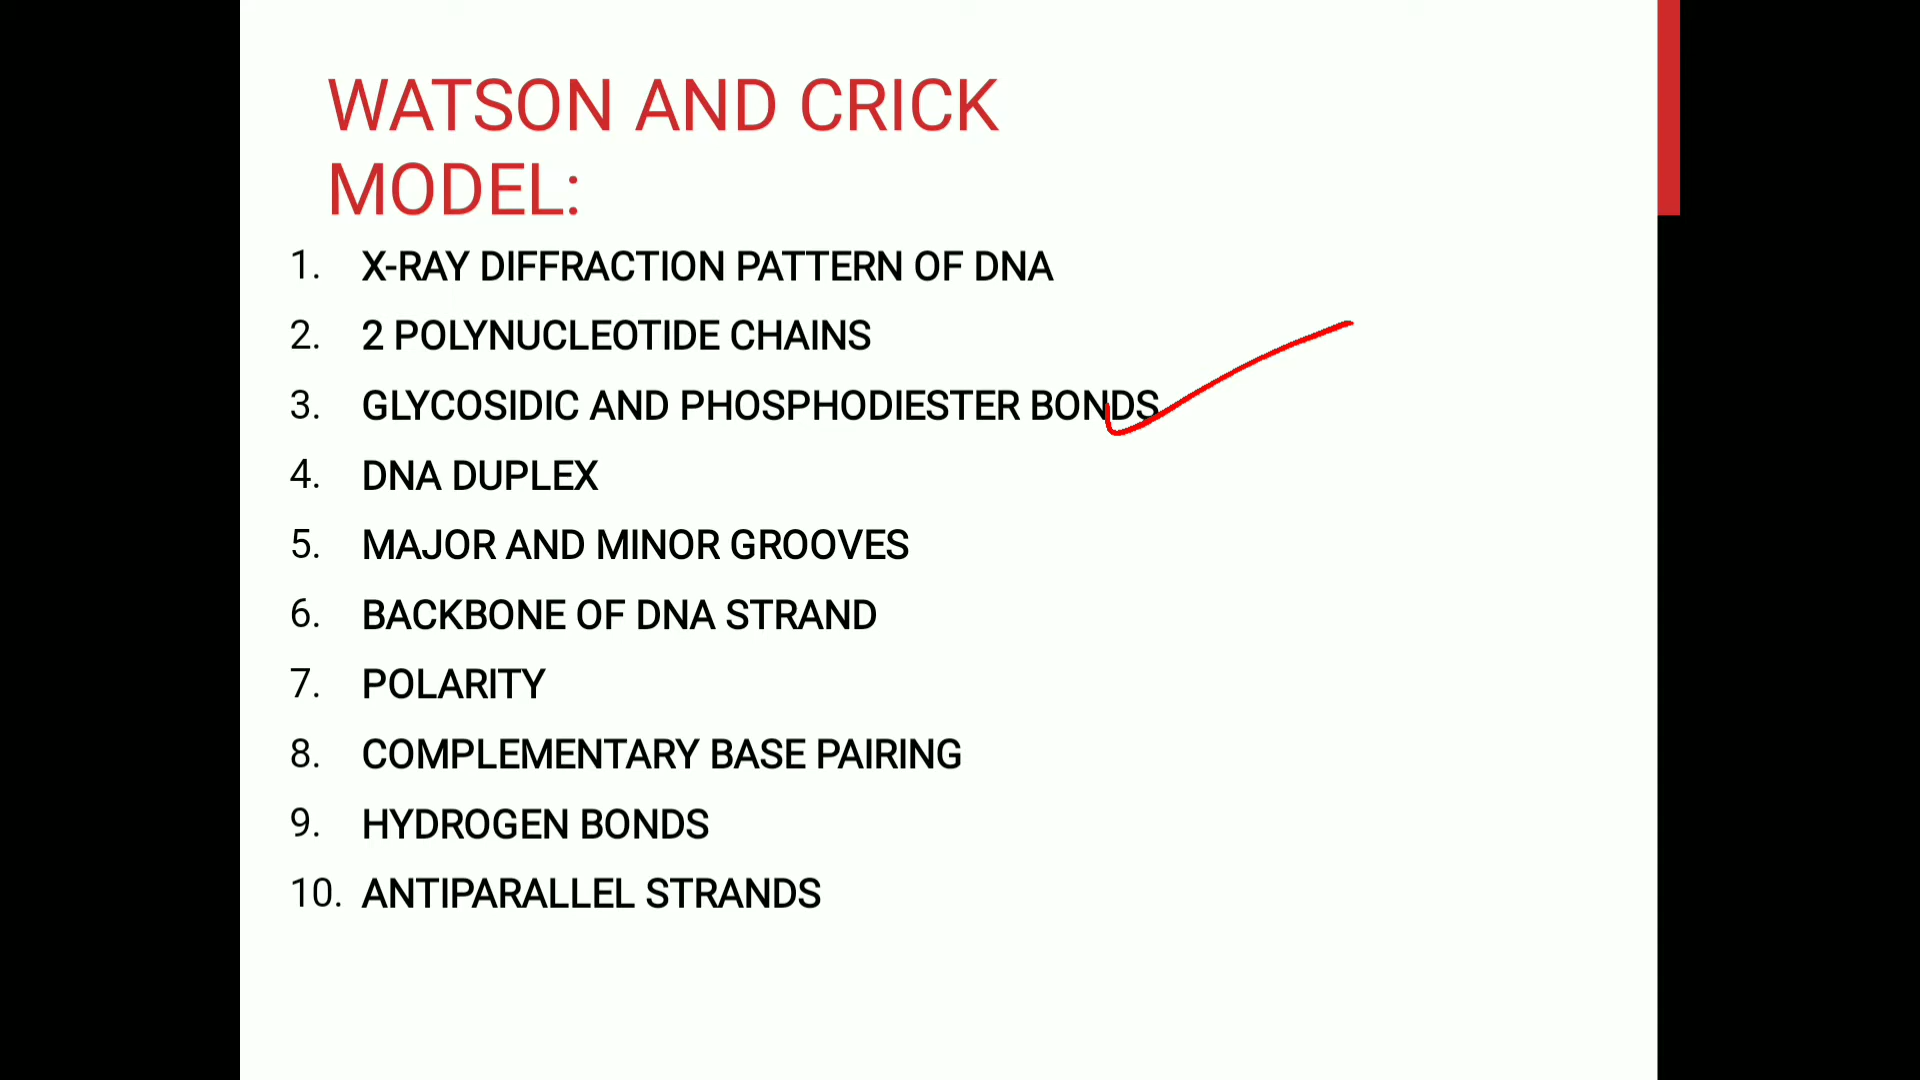 WATSON AND CRICK
MODEL:
1. X-RAY DIFFRACTION PATTERN OF DNA
2. 2 POLYNUCLEOTIDE CHAINS
3. GLYCOSIDIC AND PHOSPHODIESTER BONDS
4. DNA DUPLEX
5. MAJOR AND MINOR GROOVES
6. BACKBONE OF DNA STRAND
7. POLARITY
8. COMPLEMENTARY BASE PAIRING
9. HYDROGEN BONDS
10. ANTIPARALLEL STRANDS